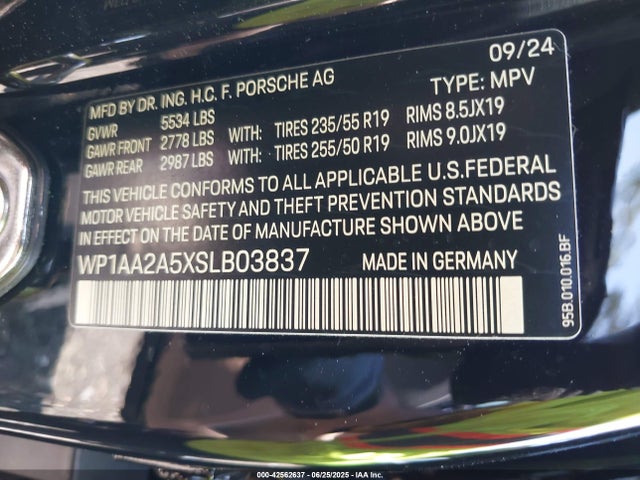 09/24
MFD BY DR. ING. H.C. F. PORSCHE AG TYPE: MPV
GVWR 5534 LBS
GAWR FRONT 2778 LBS WITH: TIRES 235/55 R19 RIMS 8.5JX19
GAWR REAR 2987 LBS WITH: TIRES 255/50 R19 RIMS 9.0JX19
THIS VEHICLE CONFORMS TO ALL APPLICABLE U.S.FEDERAL
MOTOR VEHICLE SAFETY AND THEFT PREVENTION STANDARDS
IN EFFECT ON THE DATE OF MANUFACTURE SHOWN ABOVE
WP1AA2A5XSLB03837 MADE IN GERMANY
95B.010.016.BF
000-42562637 - 06/25/2025 - IAA Inc.